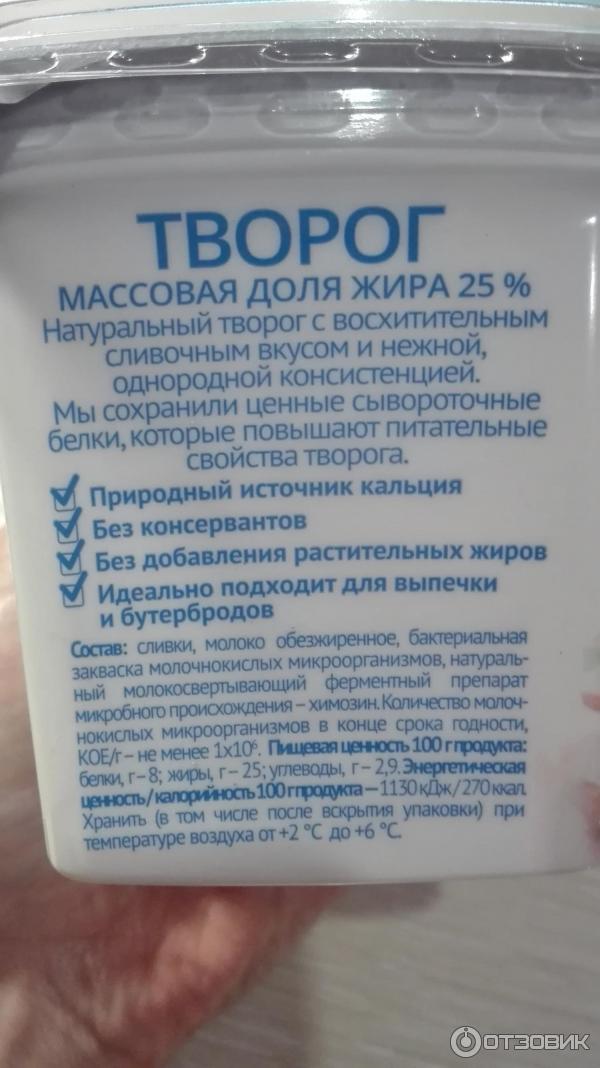 ТВОРОГ
МАССОВАЯ ДОЛЯ ЖИРА 25 %
Натуральный творог с восхитительным
сливочным вкусом и нежной,
однородной консистенцией.
Мы сохранили ценные сывороточные
белки, которые повышают питательные
свойства творога.
Природный источник кальция
Без консервантов
Без добавления растительных жиров
Идеально подходит для выпечки
и бутербродов
Состав: сливки, молоко обезжиренное, бактериальная
закваска молочнокислых микроорганизмов, натураль-
ный молокосвертывающий ферментный препарат
микробного происхождения – химозин. Количество молоч-
нокислых микроорганизмов в конце срока годности,
КОЕ/г – не менее 1х10⁶. Пищевая ценность 100 г продукта:
белки, г – 8; жиры, г – 25; углеводы, г – 2,9. Энергетическая
ценность / калорийность 100 г продукта — 1130 кДж / 270 ккал.
Хранить (в том числе после вскрытия упаковки) при
температуре воздуха от +2 °С до +6 °С.
ОТЗОВИК